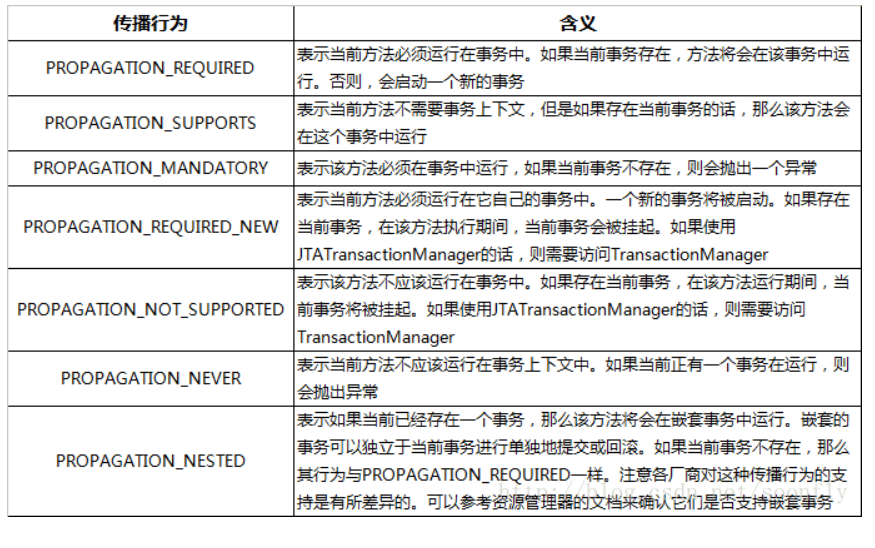 传播行为 含义
PROPAGATION_REQUIRED
表示当前方法必须运行在事务中。如果当前事务存在，方法将会在该事务中运
行。否则，会启动一个新的事务
PROPAGATION_SUPPORTS
表示当前方法不需要事务上下文，但是如果存在当前事务的话，那么该方法会
在这个事务中运行
PROPAGATION_MANDATORY
表示该方法必须在事务中运行，如果当前事务不存在，则会抛出一个异常
PROPAGATION_REQUIRED_NEW
表示当前方法必须运行在它自己的事务中。一个新的事务将被启动。如果存在
当前事务，在该方法执行期间，当前事务会被挂起。如果使用
JTATransactionManager的话，则需要访问TransactionManager
PROPAGATION_NOT_SUPPORTED
表示该方法不应该运行在事务中。如果存在当前事务，在该方法运行期间，当
前事务将被挂起。如果使用JTATransactionManager的话，则需要访问
TransactionManager
PROPAGATION_NEVER
表示当前方法不应该运行在事务上下文中。如果当前正有一个事务在运行，则
会抛出异常
PROPAGATION_NESTED
表示如果当前已经存在一个事务，那么该方法将会在嵌套事务中运行。嵌套的
事务可以独立于当前事务进行单独地提交或回滚。如果当前事务不存在，那么
其行为与PROPAGATION_REQUIRED一样。注意各厂商对这种传播行为的支
持是有所差异的。可以参考资源管理器的文档来确认它们是否支持嵌套事务
http://blog.csdn.net/soonfly